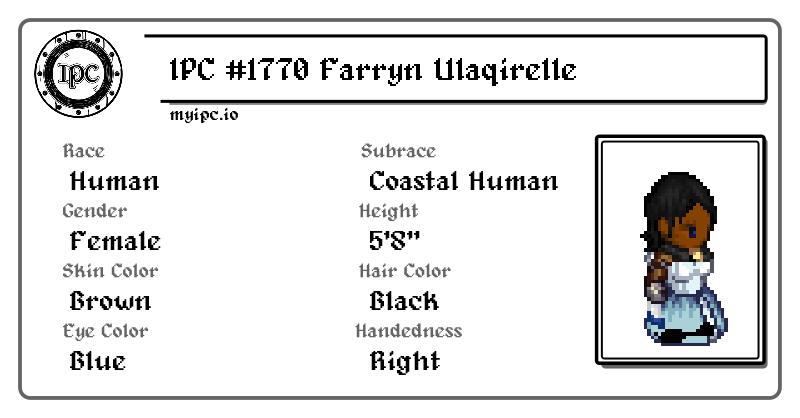 IPC
IPC #1770 Farryn Ulaqirelle
myipc.io
Race
Human
Subrace
Coastal Human
Gender
Female
Height
5'8"
Skin Color
Brown
Hair Color
Black
Eye Color
Blue
Handedness
Right